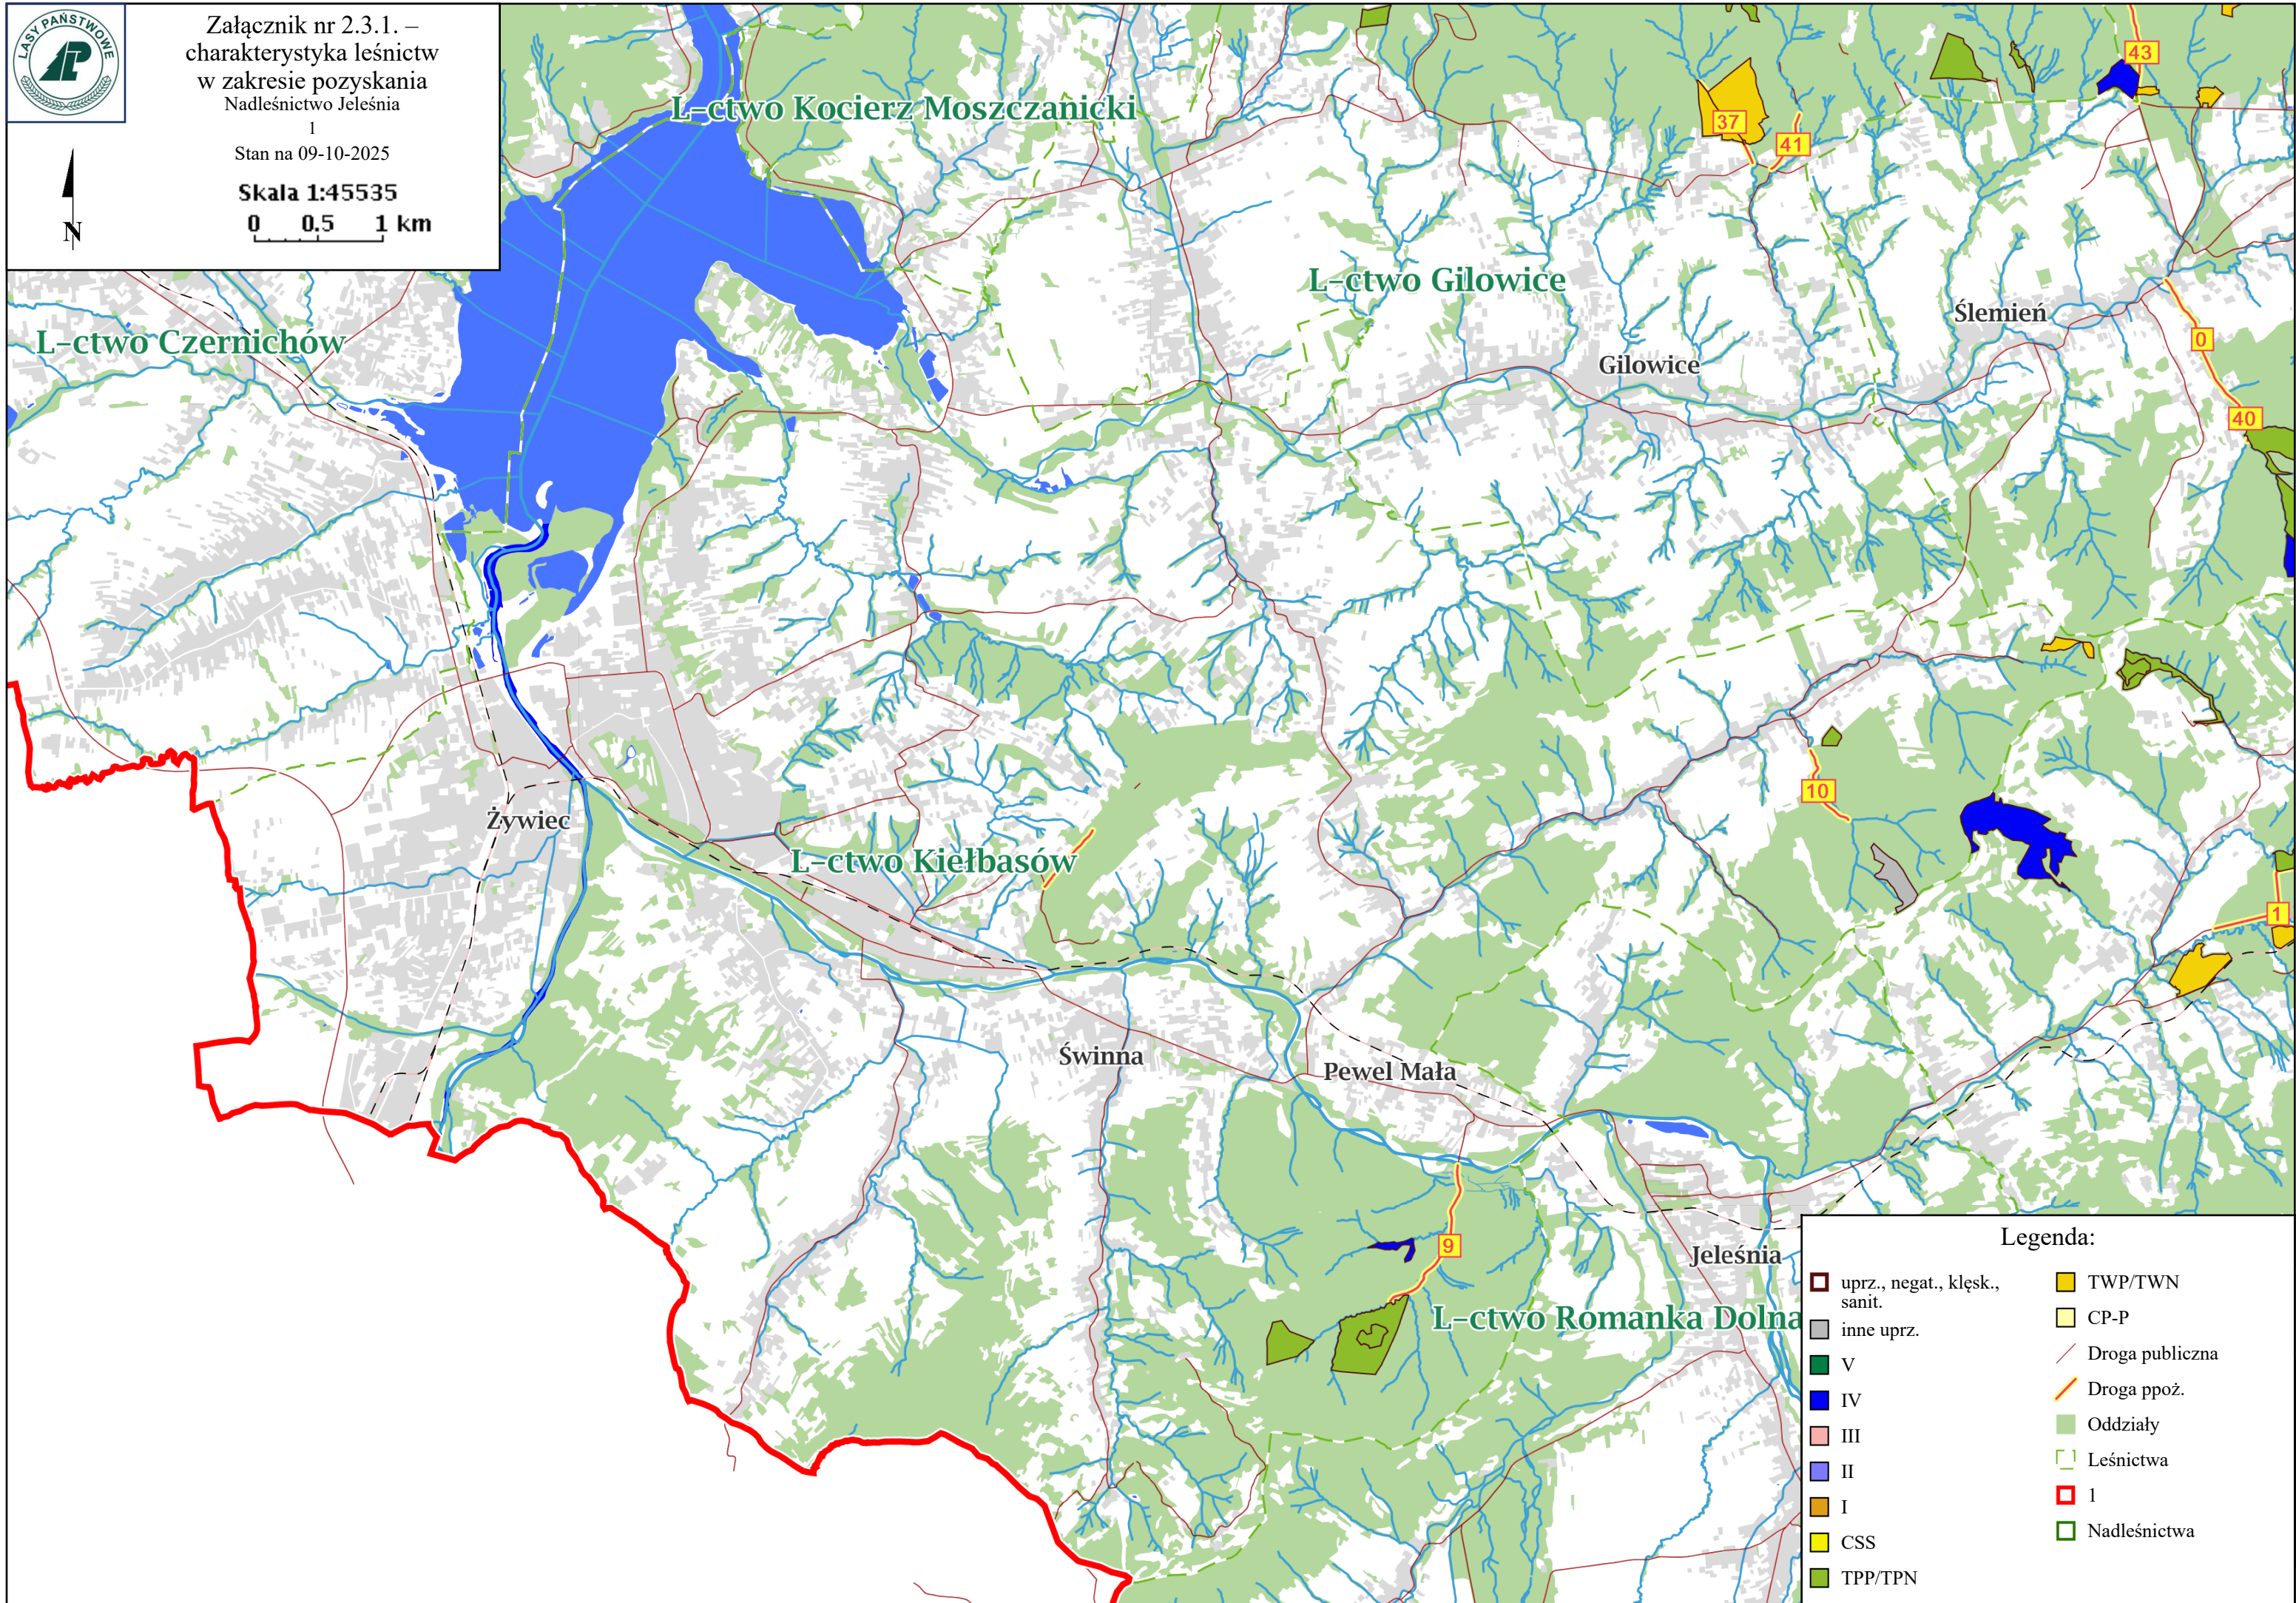 LASY PAŃSTWOWE
Załącznik nr 2.3.1. –
charakterystyka leśnictw
w zakresie pozyskania
Nadleśnictwo Jeleśnia
1
Stan na 09-10-2025
Skala 1:45535
0 0.5 1 km
N
43
L-ctwo Kocierz Moszczanicki
37
41
L-ctwo Gilowice
Ślemień
L-ctwo Czernichów
0
Gilowice
40
10
Żywiec
L-ctwo Kiełbasów
1
Świnna
Pewel Mała
9
Jeleśnia
L-ctwo Romanka Dolna
Legenda:
uprz., negat., klęsk.,
sanit.
inne uprz.
V
IV
III
II
I
CSS
TPP/TPN
TWP/TWN
CP-P
Droga publiczna
Droga ppoż.
Oddziały
Leśnictwa
1
Nadleśnictwa